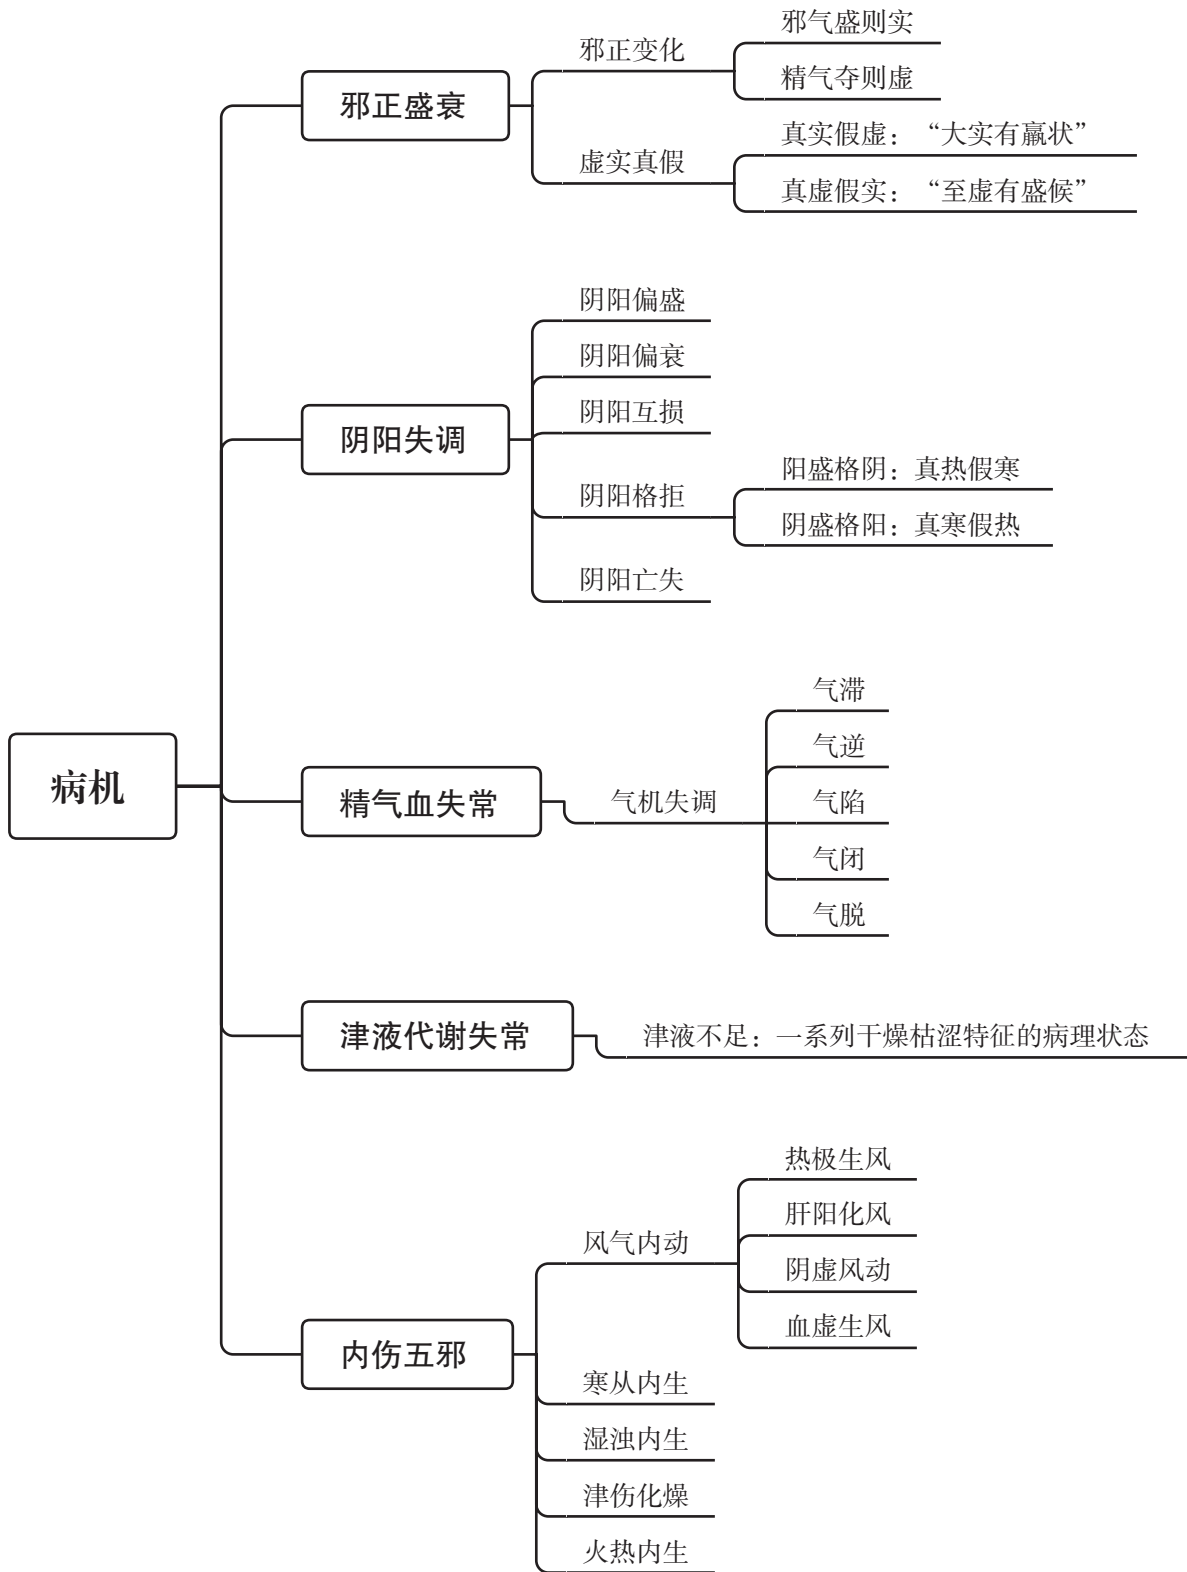 病机
邪正盛衰
邪正变化
邪气盛则实
精气夺则虚
虚实真假
真实假虚：“大实有羸状”
真虚假实：“至虚有盛候”
阴阳失调
阴阳偏盛
阴阳偏衰
阴阳互损
阴阳格拒
阳盛格阴：真热假寒
阴盛格阳：真寒假热
阴阳亡失
精气血失常
气机失调
气滞
气逆
气陷
气闭
气脱
津液代谢失常
津液不足：一系列干燥枯涩特征的病理状态
内伤五邪
风气内动
热极生风
肝阳化风
阴虚风动
血虚生风
寒从内生
湿浊内生
津伤化燥
火热内生